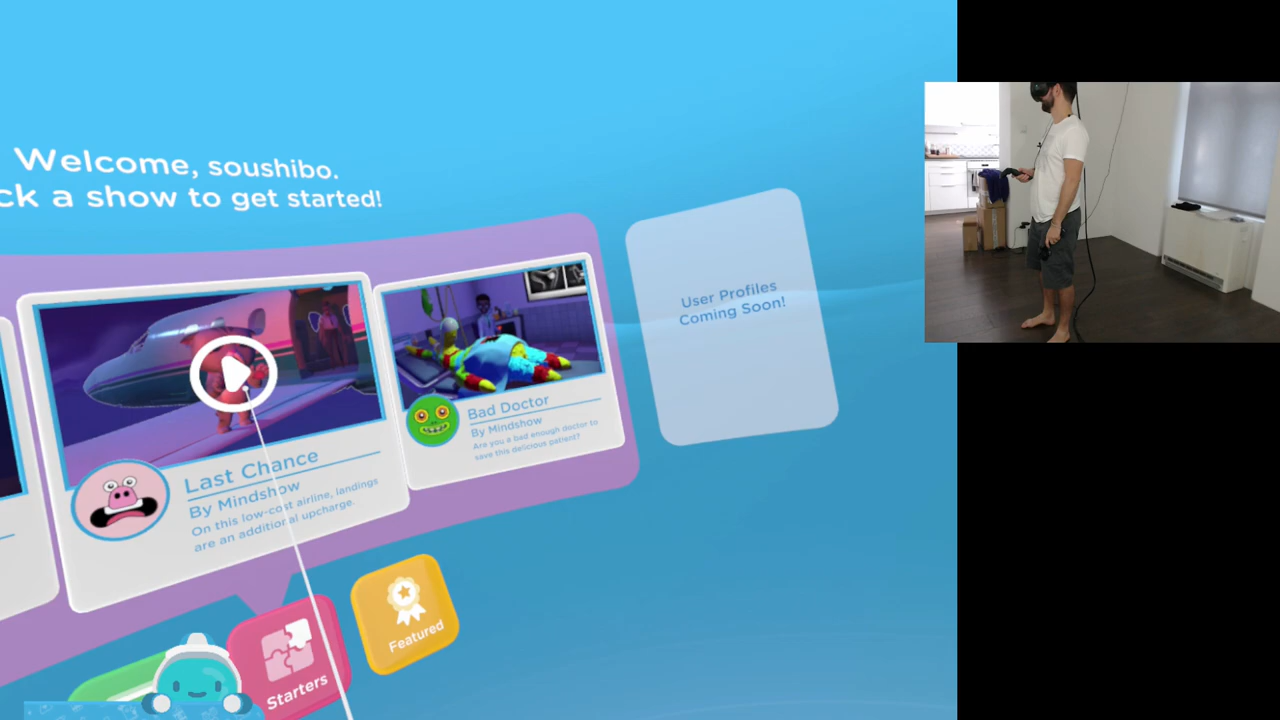 Welcome, soushibo.
ck a show to get started!
User Profiles
Coming Soon!
Bad Doctor
By Mindshow
Are you a bad enough doctor to
save this delicious patient?
Last Chance
By Mindshow
On this low-cost airline, landings
are an additional upcharge.
Featured
Starters